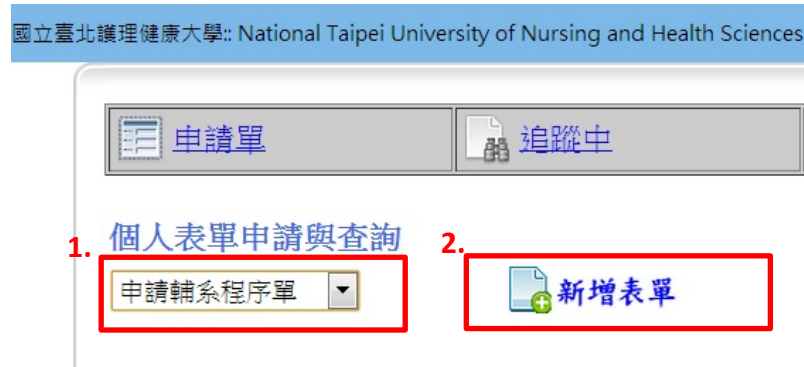 國立臺北護理健康大學:: National Taipei University of Nursing and Health Sciences
申請單 追蹤中
個人表單申請與查詢
1. 2.
申請輔系程序單 新增表單